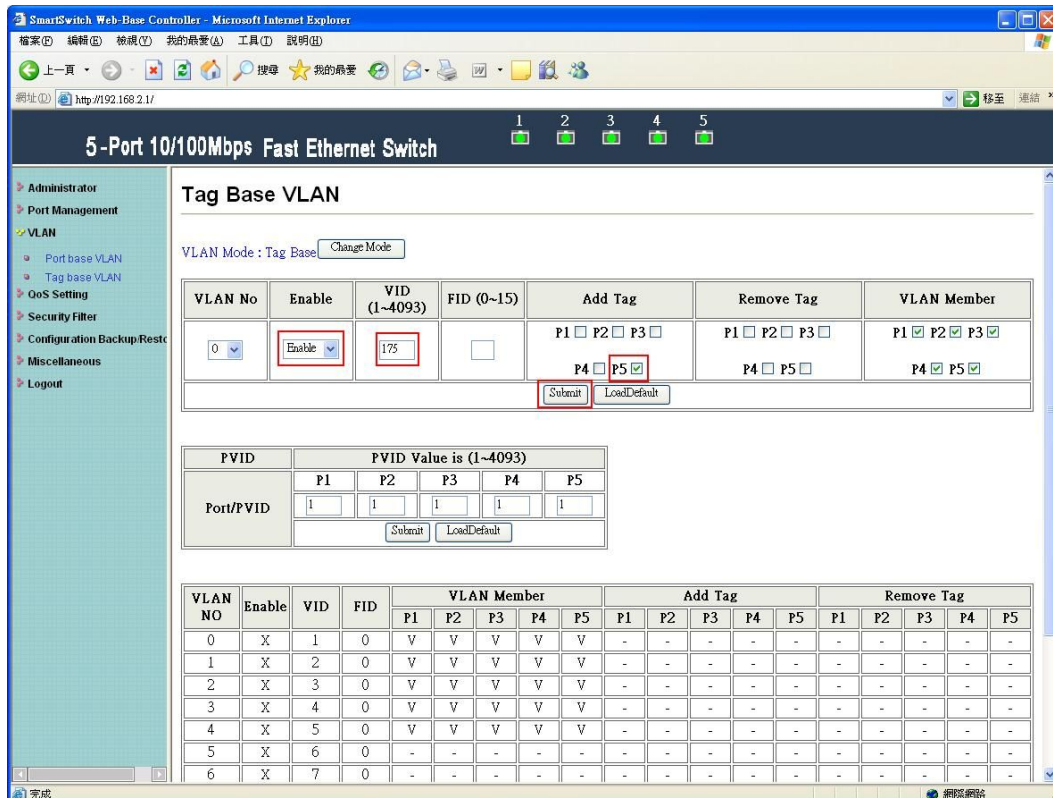 SmartSwitch Web-Base Controller - Microsoft Internet Explorer
檔案(F) 編輯(E) 檢視(V) 我的最愛(A) 工具(T) 說明(H)
上一頁 搜尋 我的最愛
網址(D) http://192.168.2.1/ 移至 連結 »
1 2 3 4 5
5-Port 10/100Mbps Fast Ethernet Switch
Administrator
Port Management
VLAN
Port base VLAN
Tag base VLAN
QoS Setting
Security Filter
Configuration Backup/Resto
Miscellaneous
Logout
Tag Base VLAN
VLAN Mode : Tag Base Change Mode
VLAN No Enable VID (1~4093) FID (0~15) Add Tag Remove Tag VLAN Member
0 Enable 175 P1 P2 P3 P1 P2 P3 P1 P2 P3
P4 P5 P4 P5 P4 P5
Submit LoadDefault
PVID PVID Value is (1~4093)
Port/PVID P1 P2 P3 P4 P5
1 1 1 1 1
Submit LoadDefault
VLAN NO Enable VID FID VLAN Member Add Tag Remove Tag
P1 P2 P3 P4 P5 P1 P2 P3 P4 P5 P1 P2 P3 P4 P5
0 X 1 0 V V V V V - - - - - - - - - -
1 X 2 0 V V V V V - - - - - - - - - -
2 X 3 0 V V V V V - - - - - - - - - -
3 X 4 0 V V V V V - - - - - - - - - -
4 X 5 0 V V V V V - - - - - - - - - -
5 X 6 0 - - - - - - - - - - - - - - -
6 X 7 0 - - - - - - - - - - - - - - -
完成 網際網路